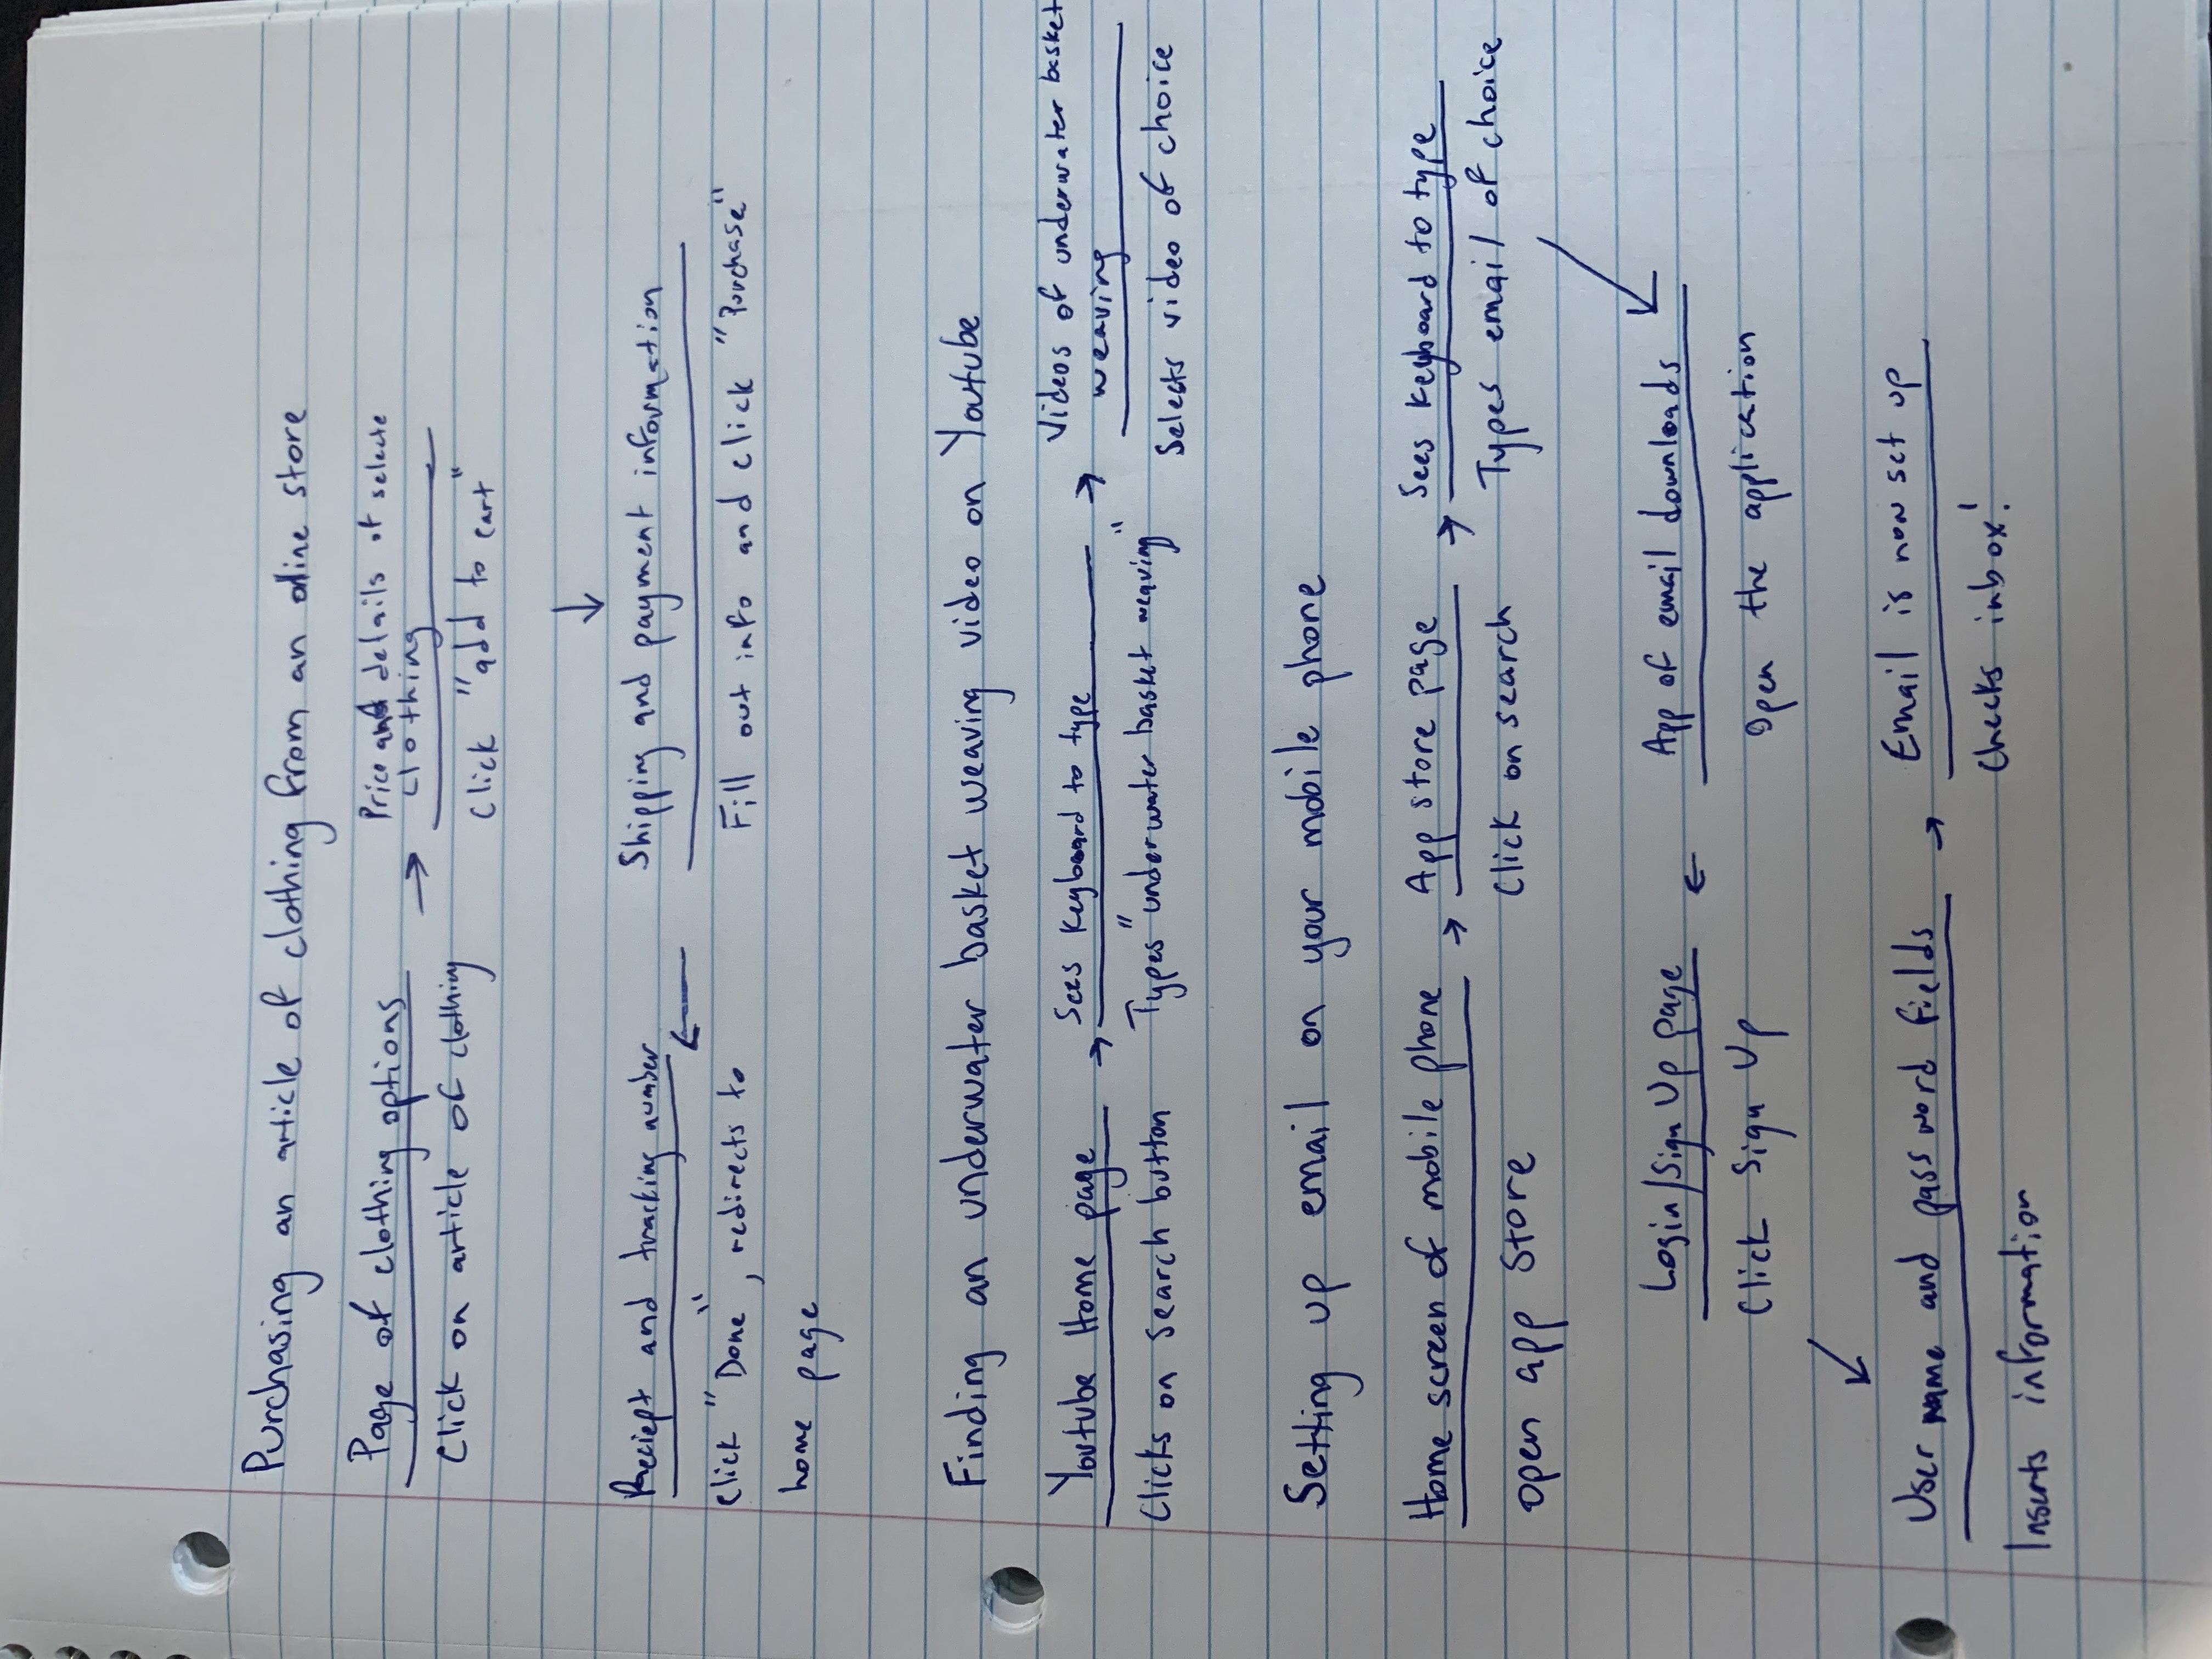 Purchasing an article of clothing from an online store
Page of clothing options
Click on article of clothing
Price and details of selecte
clothing
Click "add to cart"
Shipping and payment information
Fill out info and click "Purchase"
Reciept and tracking number
Click "Done", redirects to
home page
Finding an underwater basket weaving video on Youtube
Youtube Home page
Clicks on search button
Sees Keyboard to type
Types "underwater basket weaving"
Videos of underwater basket
weaving
Selects video of choice
Setting up email on your mobile phone
Home screen of mobile phone
open app store
App store page
Click on search
Sees Keyboard to type
Types email of choice
App of email downloads
Open the application
Login/Sign Up page
Click Sign Up
User name and password fields
Inserts information
Email is now set up
Checks inbox!